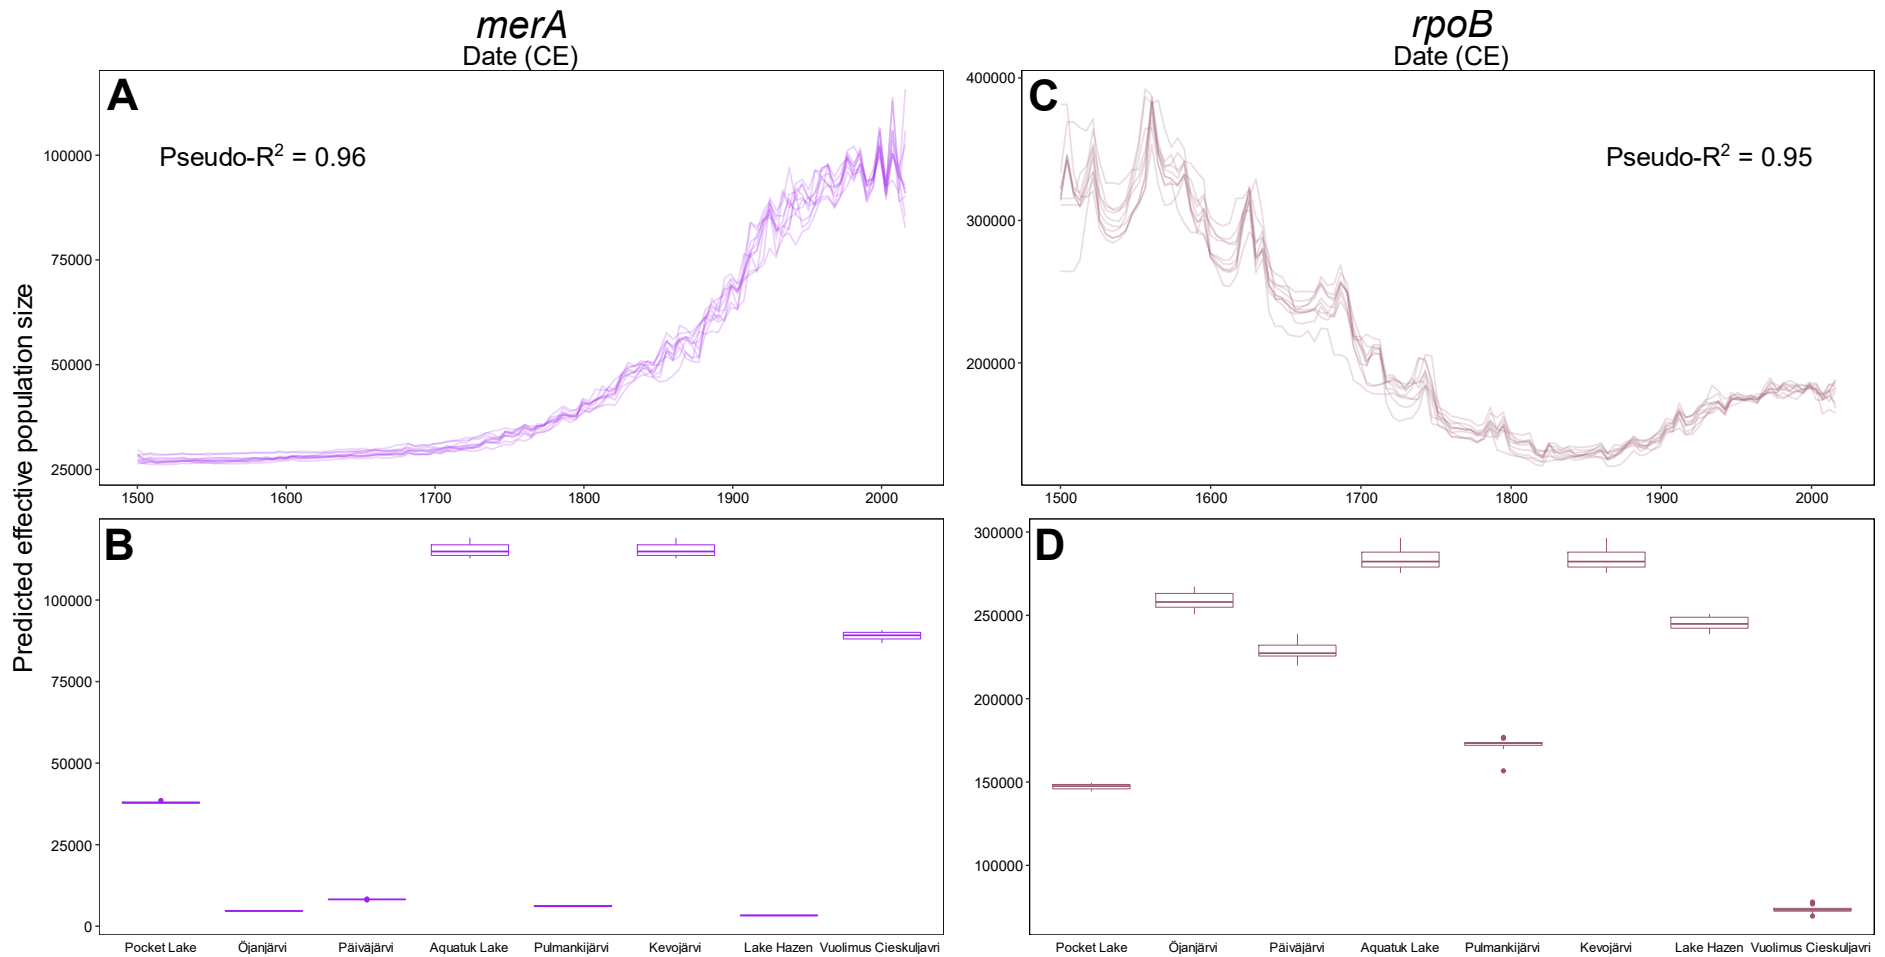 merA
Date (CE)
rpoB
Date (CE)
Predicted effective population size
A
Pseudo-R² = 0.96
100000
75000
50000
25000
1500 1600 1700 1800 1900 2000
C
Pseudo-R² = 0.95
400000
300000
200000
1500 1600 1700 1800 1900 2000
B
100000
75000
50000
25000
0
Pocket Lake Öjanjärvi Päiväjärvi Aquatuk Lake Pulmankijärvi Kevojärvi Lake Hazen Vuolimus Cieskuljavri
D
300000
250000
200000
150000
100000
Pocket Lake Öjanjärvi Päiväjärvi Aquatuk Lake Pulmankijärvi Kevojärvi Lake Hazen Vuolimus Cieskuljavri